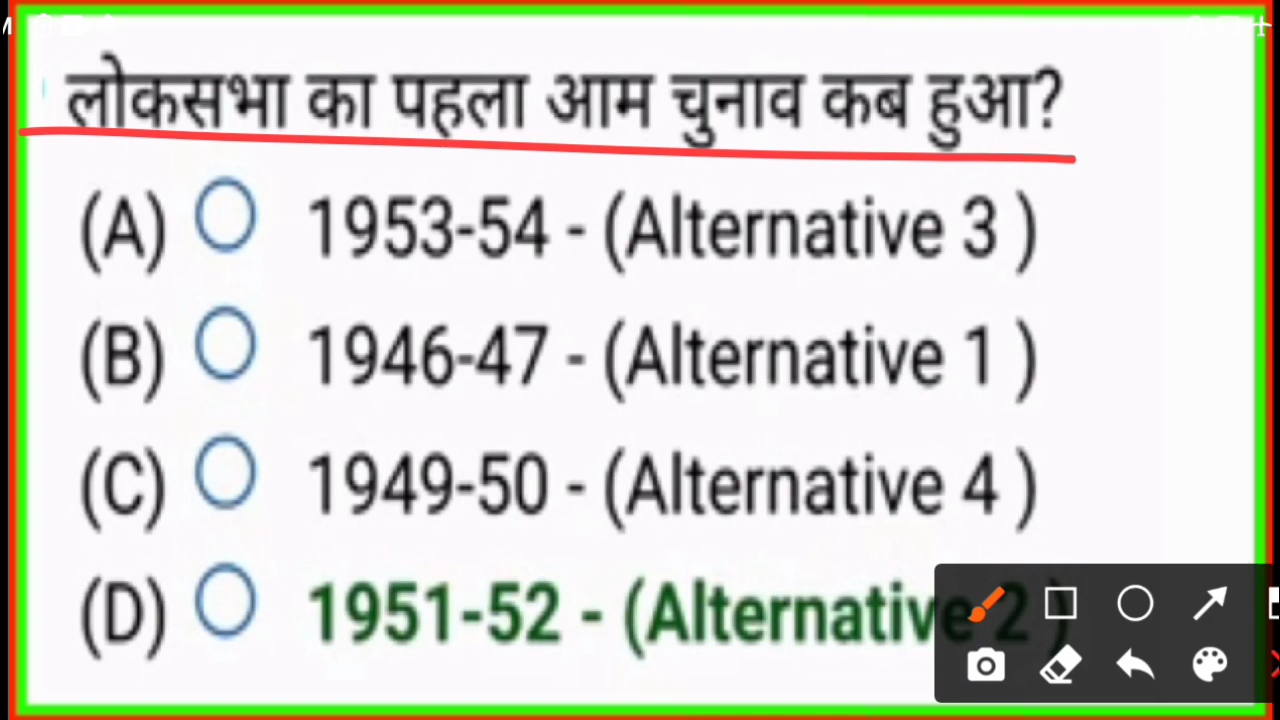 लोकसभा का पहला आम चुनाव कब हुआ?
(A) 1953-54 - (Alternative 3 )
(B) 1946-47 - (Alternative 1 )
(C) 1949-50 - (Alternative 4 )
(D) 1951-52 - (Alternative 2 )